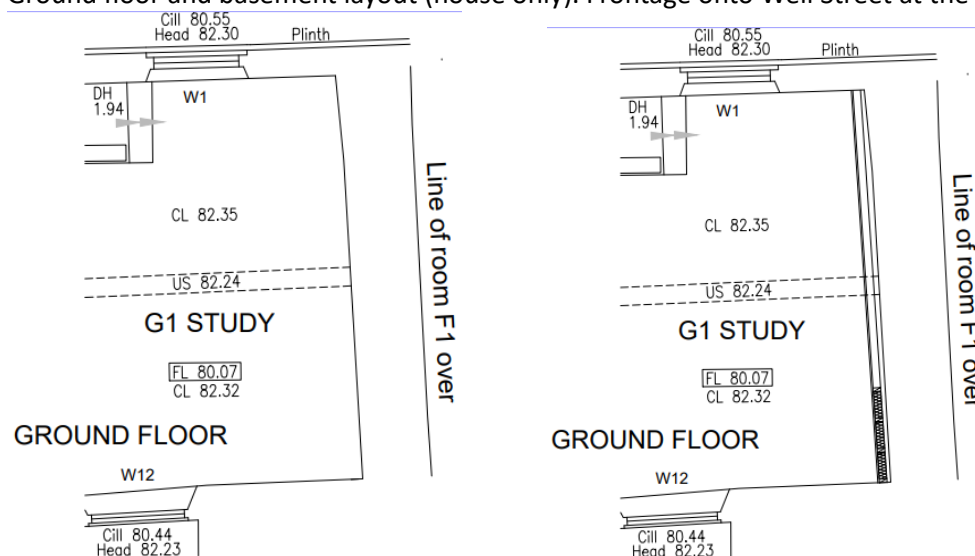 Ground floor and basement layout (house only). Frontage onto Well Street at the
Cill 80.55
Head 82.30
Plinth
DH
1.94
W1
CL 82.35
US 82.24
G1 STUDY
FL 80.07
CL 82.32
GROUND FLOOR
W12
Cill 80.44
Head 82.23
Line of room F1 over
Cill 80.55
Head 82.30
Plinth
DH
1.94
W1
CL 82.35
US 82.24
G1 STUDY
FL 80.07
CL 82.32
GROUND FLOOR
W12
Cill 80.44
Head 82.23
Line of room F1 over